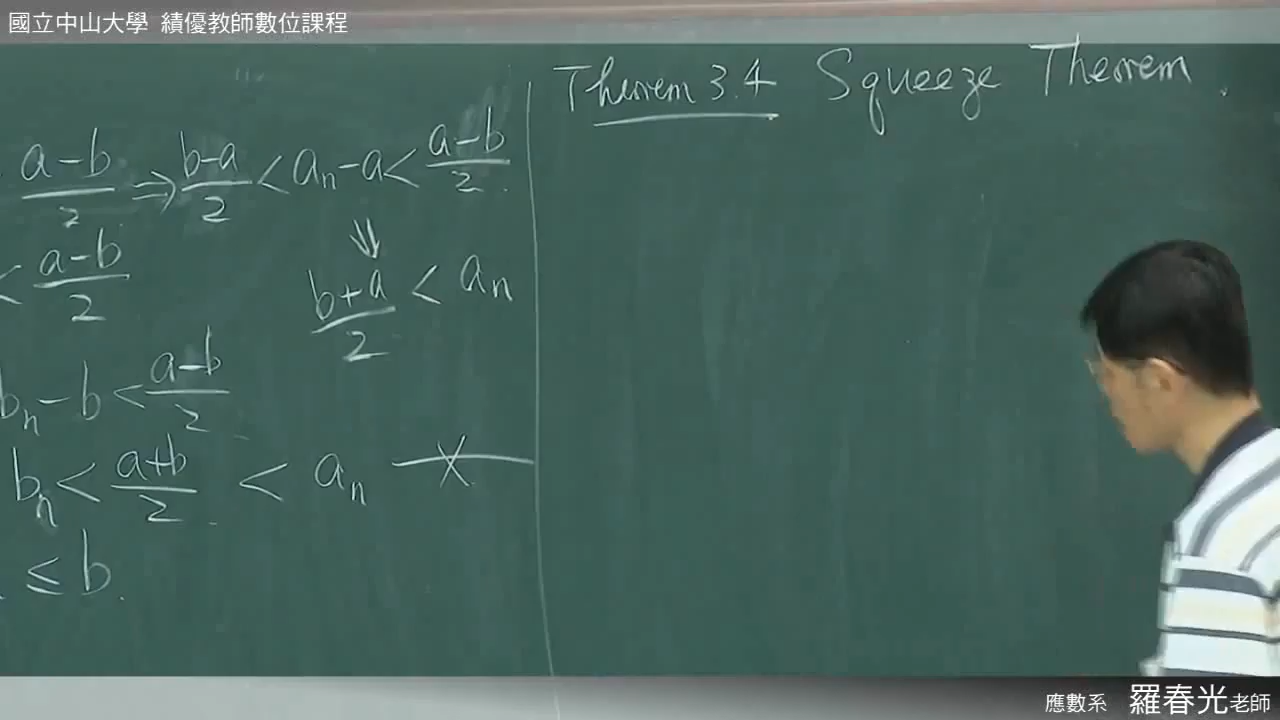 國立中山大學 績優教師數位課程
Theorem 3.4 Squeeze Theorem.
a-b/2 ⇒ b-a/2 < an-a < a-b/2
⇓
< a-b/2
b+a/2 < an
bn-b < a-b/2
bn < a+b/2 < an ※
≤ b.
應數系 羅春光老師